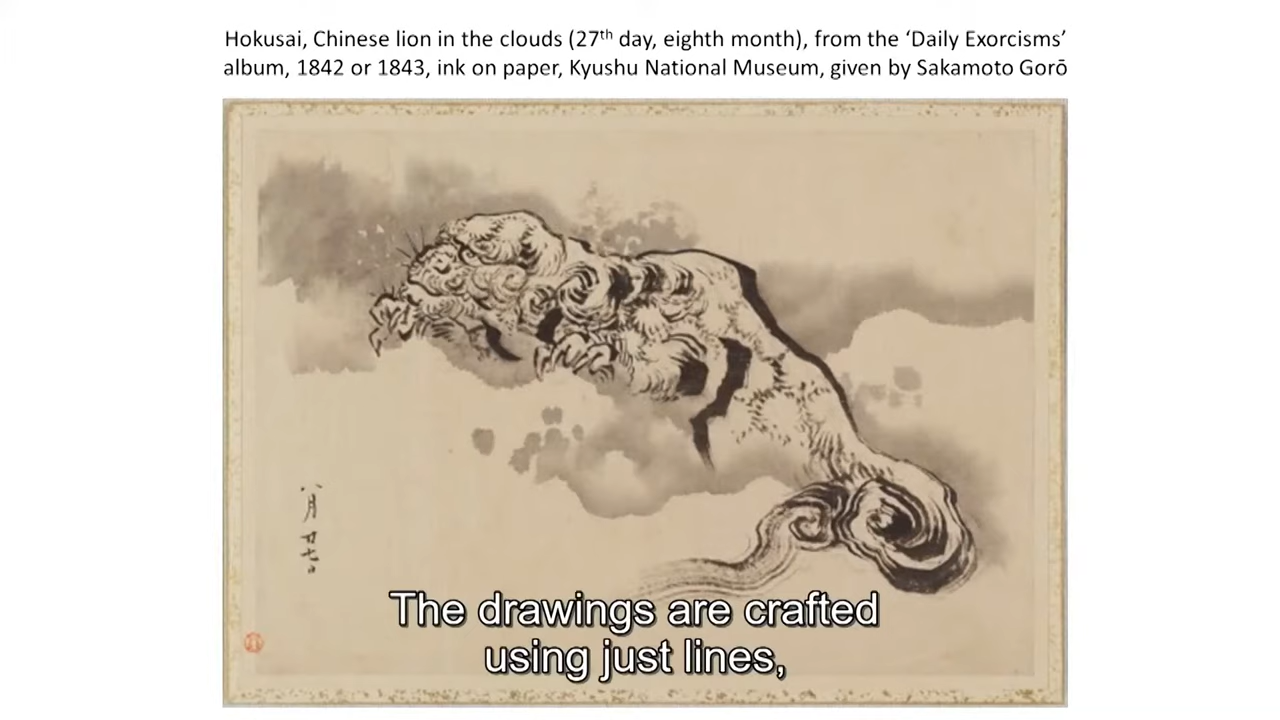 Hokusai, Chinese lion in the clouds (27th day, eighth month), from the ‘Daily Exorcisms’
album, 1842 or 1843, ink on paper, Kyushu National Museum, given by Sakamoto Gorō
八月廿七日
The drawings are crafted
using just lines,